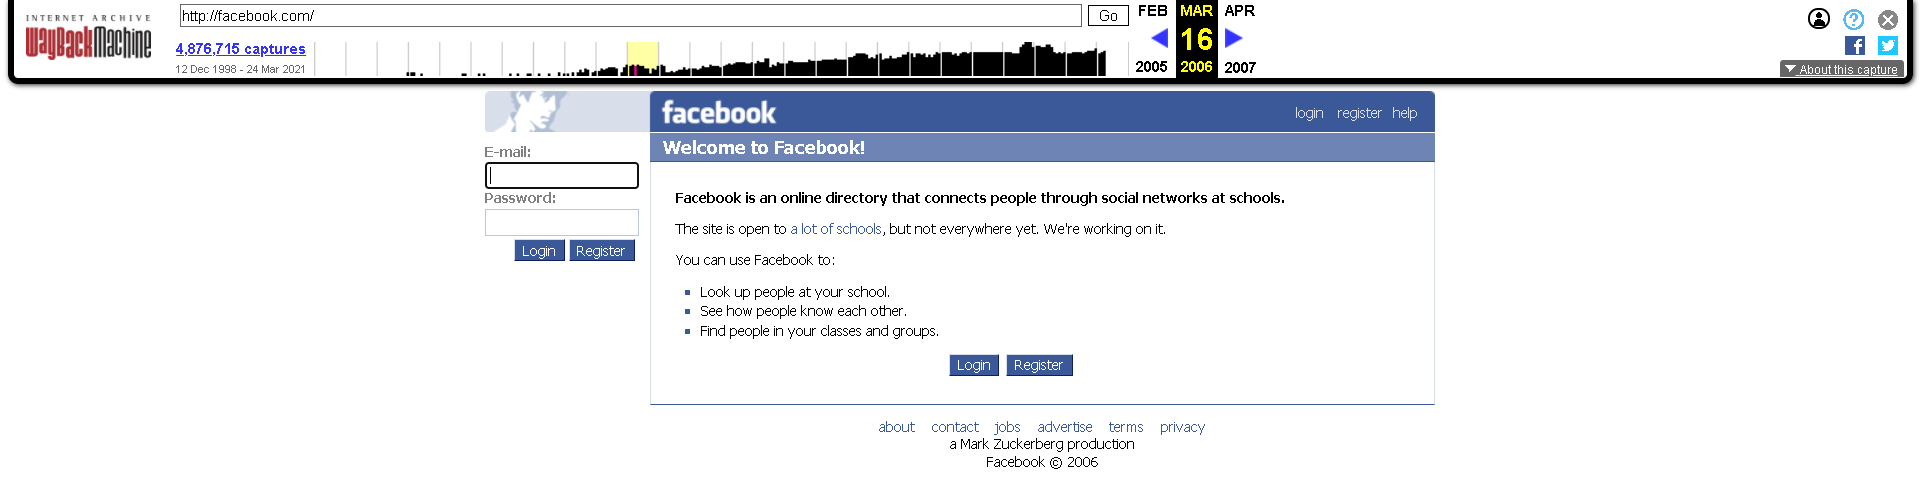 INTERNET ARCHIVE
WayBackMachine
http://facebook.com/
Go
4,876,715 captures
12 Dec 1998 - 24 Mar 2021
FEB MAR APR
16
2005 2006 2007
About this capture
facebook
login register help
Welcome to Facebook!
E-mail:
Password:
Login Register
Facebook is an online directory that connects people through social networks at schools.
The site is open to a lot of schools, but not everywhere yet. We're working on it.
You can use Facebook to:
Look up people at your school.
See how people know each other.
Find people in your classes and groups.
Login Register
about contact jobs advertise terms privacy
a Mark Zuckerberg production
Facebook © 2006